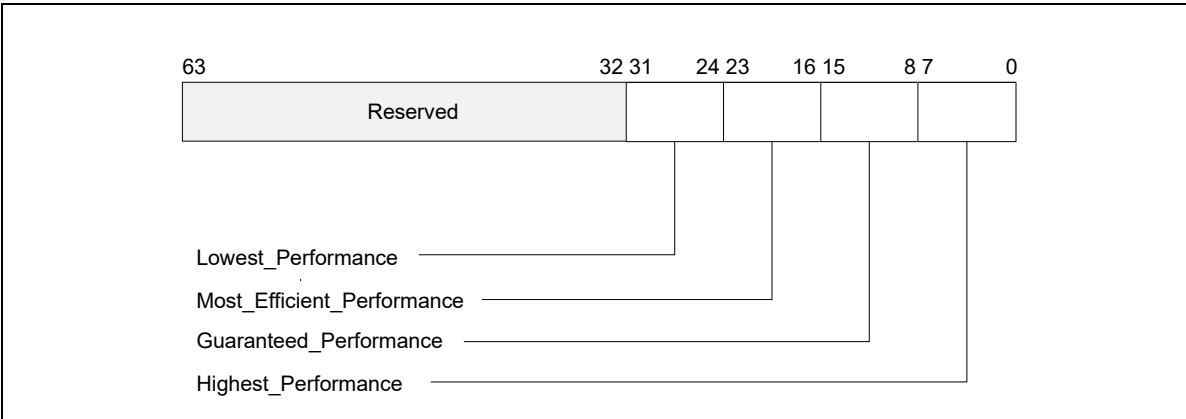 63 32 31 24 23 16 15 8 7 0
Reserved
Lowest_Performance
Most_Efficient_Performance
Guaranteed_Performance
Highest_Performance